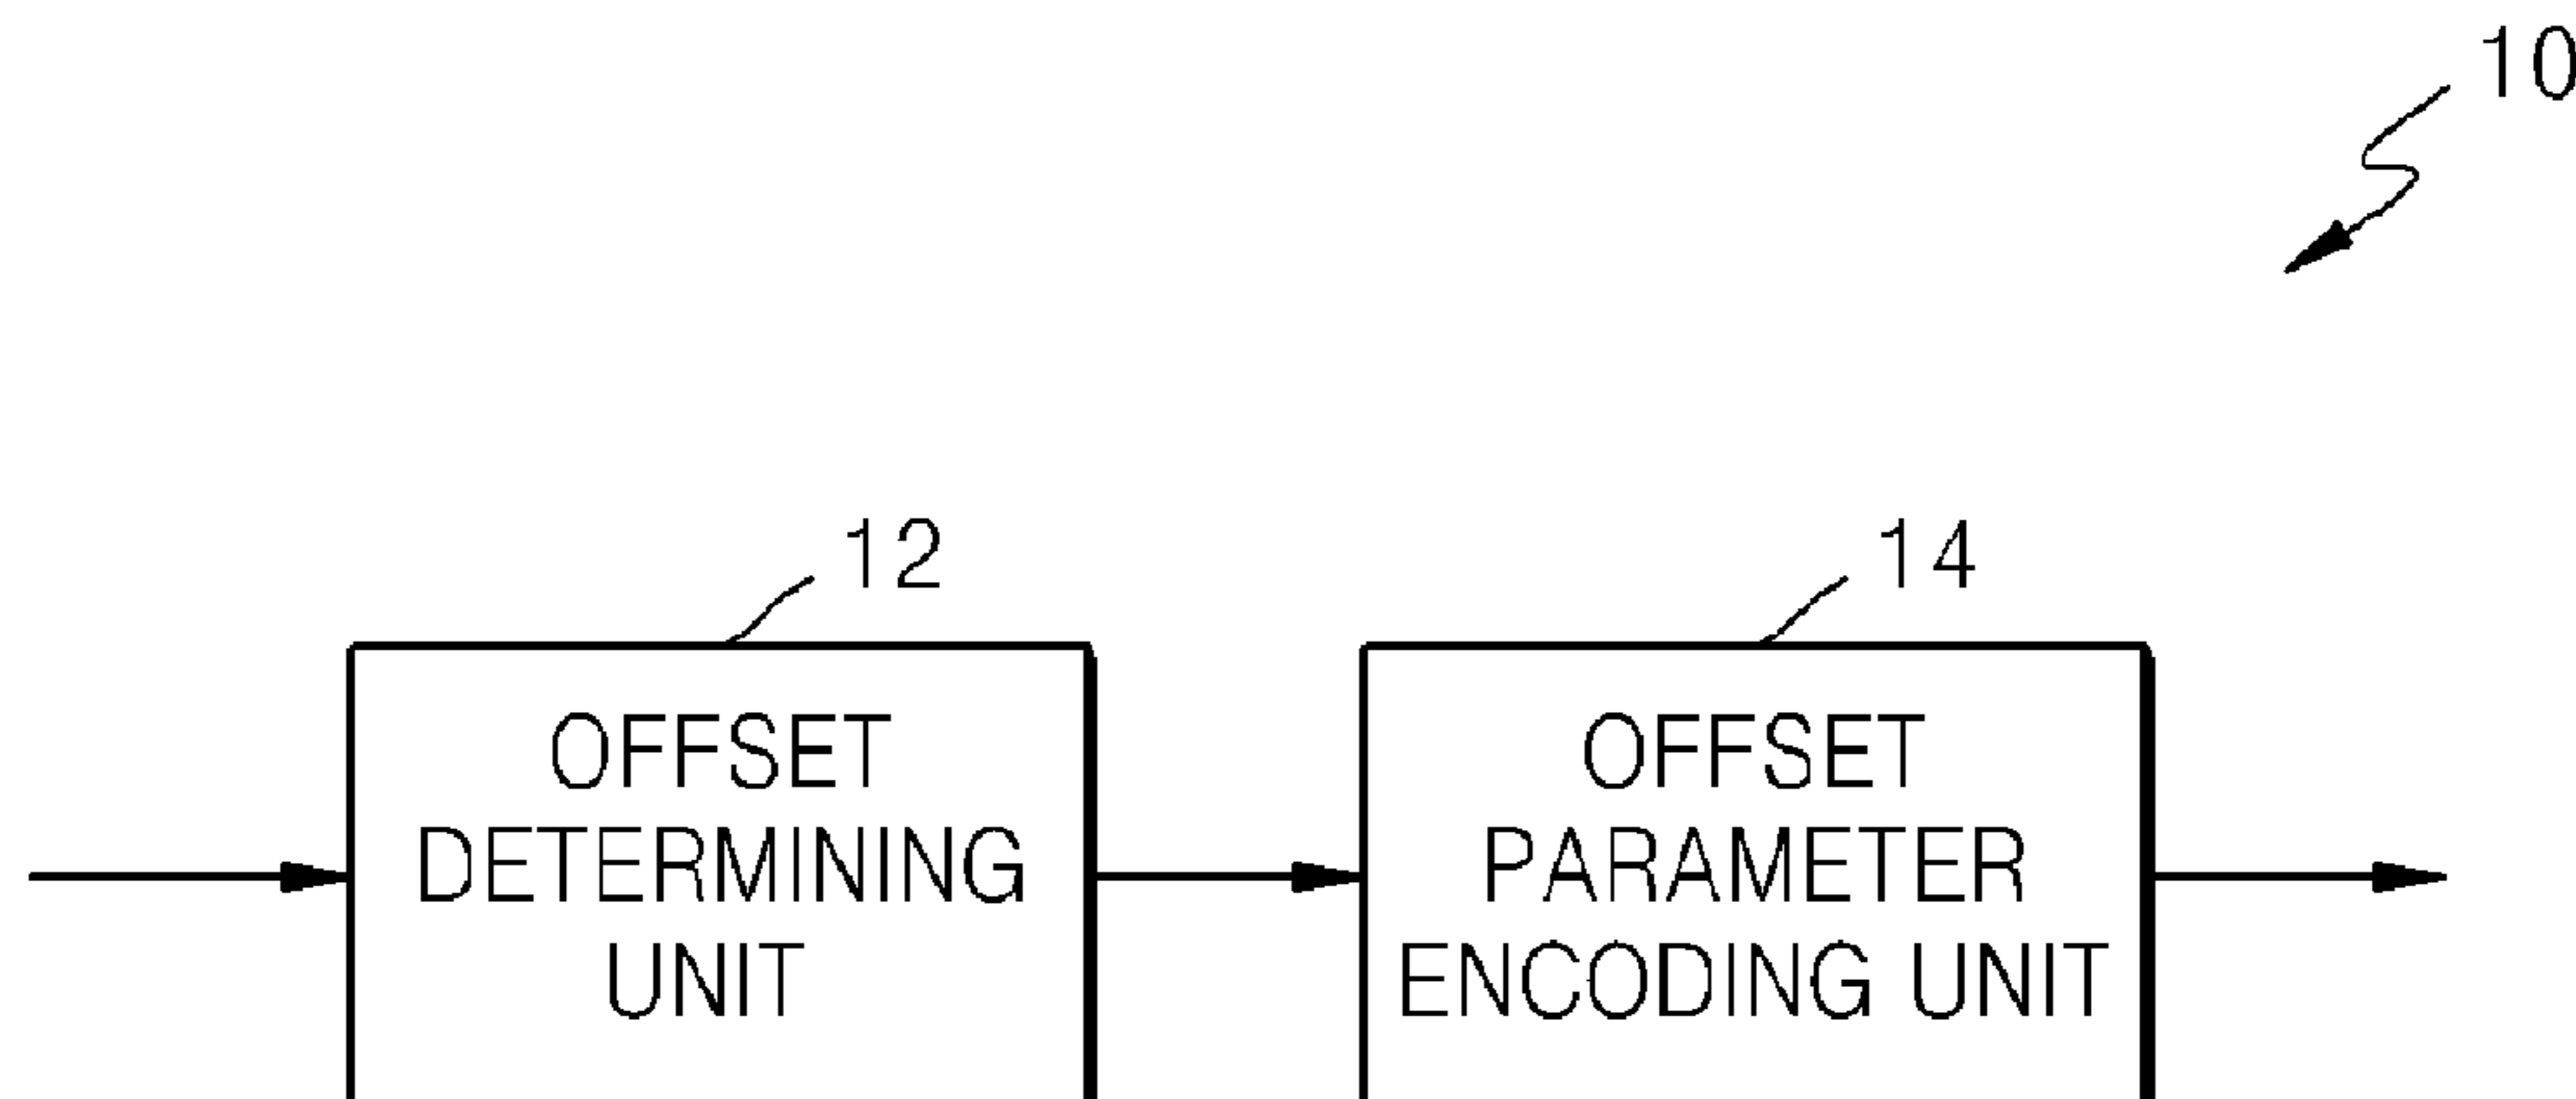 10
12
14
OFFSET
DETERMINING
UNIT
OFFSET
PARAMETER
ENCODING UNIT